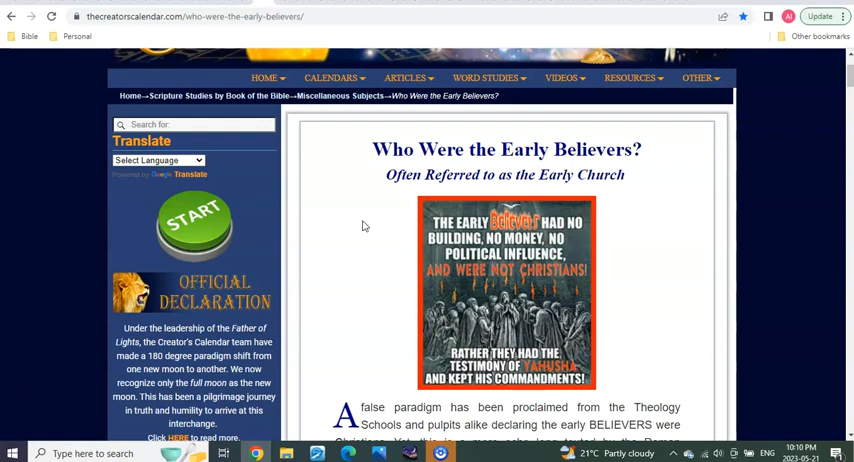 thecreatorscalendar.com/who-were-the-early-believers/
AI
Update
Bible
Personal
Other bookmarks
HOME
CALENDARS
ARTICLES
WORD STUDIES
VIDEOS
RESOURCES
OTHER
Home→Scripture Studies by Book of the Bible→Miscellaneous Subjects→Who Were the Early Believers?
Search for:
Translate
Select Language
Powered by Google Translate
START
OFFICIAL
DECLARATION
Under the leadership of the Father of
Lights, the Creator's Calendar team have
made a 180 degree paradigm shift from
one new moon to another. We now
recognize only the full moon as the new
moon. This has been a pilgrimage journey
in truth and humility to arrive at this
interchange.
Click HERE to read more.
Who Were the Early Believers?
Often Referred to as the Early Church
THE EARLY Believers HAD NO
BUILDING, NO MONEY, NO
POLITICAL INFLUENCE,
AND WERE NOT CHRISTIANS!
RATHER THEY HAD THE
TESTIMONY OF YAHUSHA
AND KEPT HIS COMMANDMENTS!
A false paradigm has been proclaimed from the Theology
Schools and pulpits alike declaring the early BELIEVERS were
Type here to search
21°C Partly cloudy
ENG
10:10 PM
2023-05-21